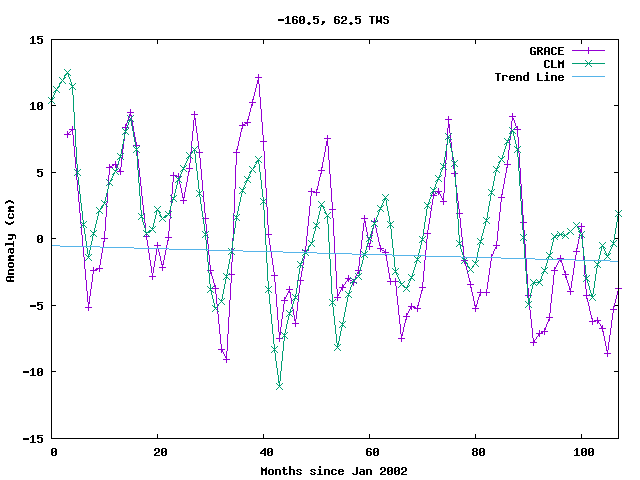 -160.5, 62.5 TWS
GRACE
CLM
Trend Line
15
10
5
0
-5
-10
-15
Anomaly (cm)
0 20 40 60 80 100
Months since Jan 2002